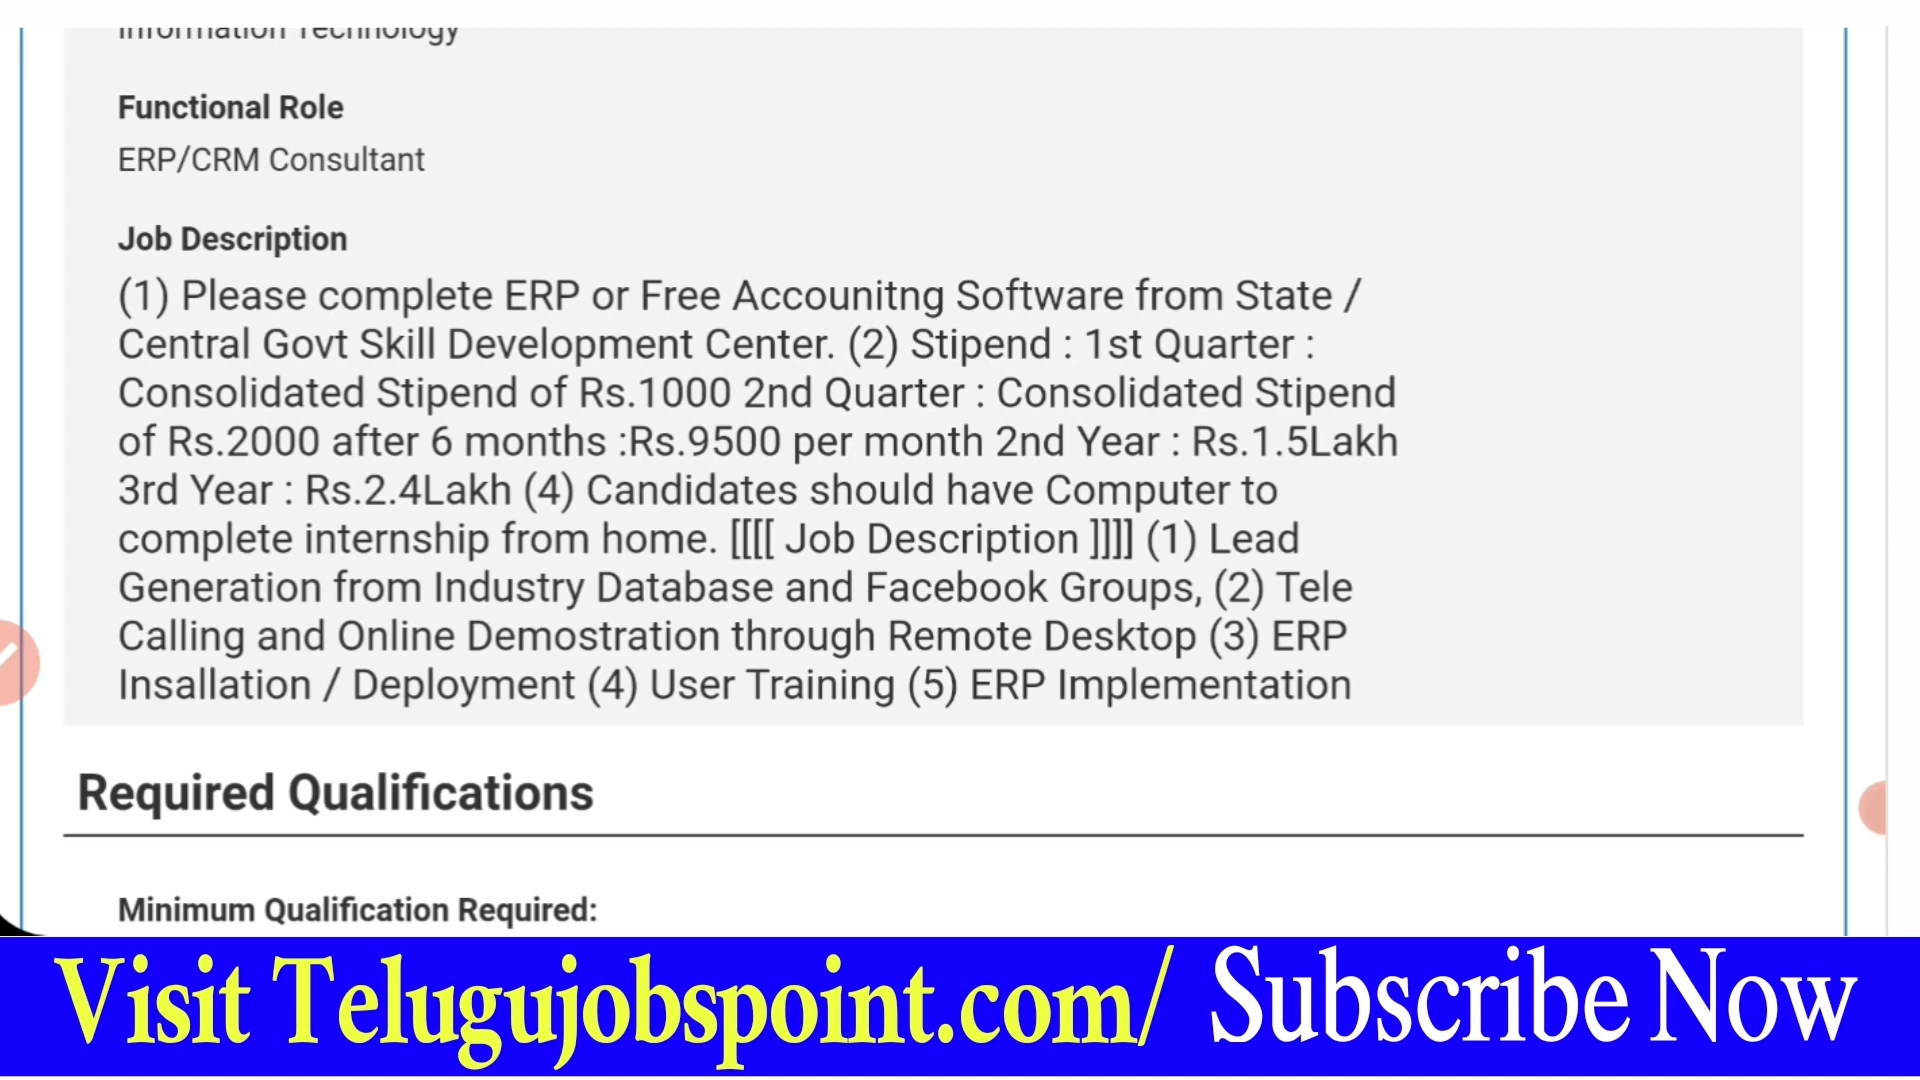 Information Technology
Functional Role
ERP/CRM Consultant
Job Description
(1) Please complete ERP or Free Accounitng Software from State /
Central Govt Skill Development Center. (2) Stipend : 1st Quarter :
Consolidated Stipend of Rs.1000 2nd Quarter : Consolidated Stipend
of Rs.2000 after 6 months :Rs.9500 per month 2nd Year : Rs.1.5Lakh
3rd Year : Rs.2.4Lakh (4) Candidates should have Computer to
complete internship from home. [[[[ Job Description ]]]] (1) Lead
Generation from Industry Database and Facebook Groups, (2) Tele
Calling and Online Demostration through Remote Desktop (3) ERP
Insallation / Deployment (4) User Training (5) ERP Implementation
Required Qualifications
Minimum Qualification Required:
Visit Telugujobspoint.com/ Subscribe Now